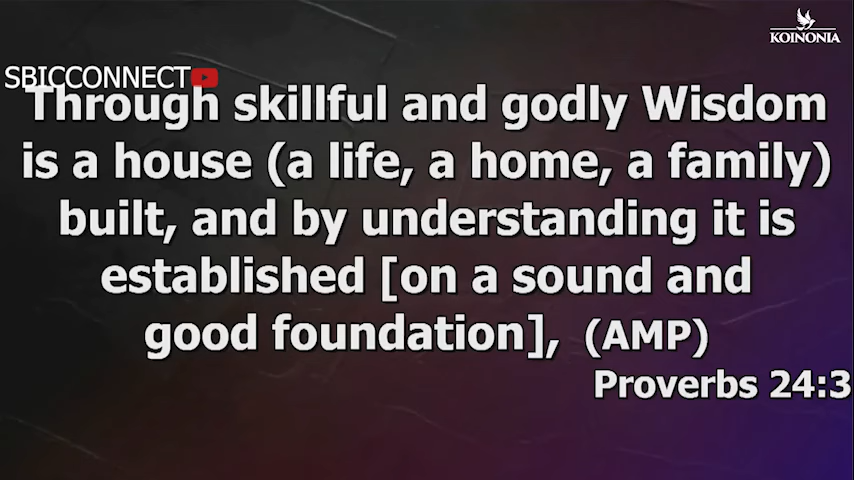 KOINONIA
SBICCONNECT
Through skillful and godly Wisdom
is a house (a life, a home, a family)
built, and by understanding it is
established [on a sound and
good foundation], (AMP)
Proverbs 24:3